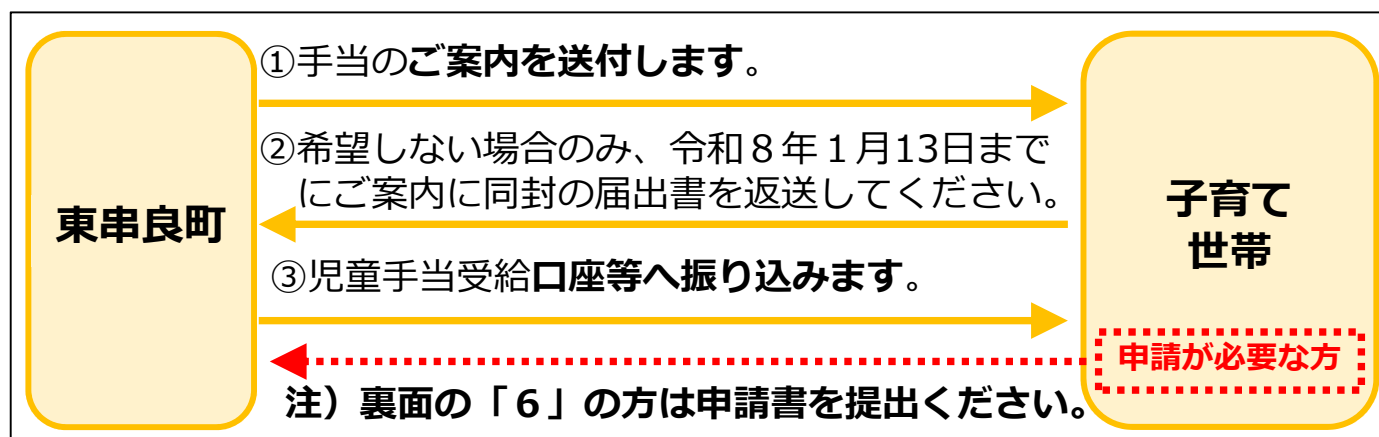 ①手当のご案内を送付します。
②希望しない場合のみ、令和８年１月13日まで
にご案内に同封の届出書を返送してください。
東串良町
子育て
世帯
③児童手当受給口座等へ振り込みます。
申請が必要な方
注）裏面の「６」の方は申請書を提出ください。